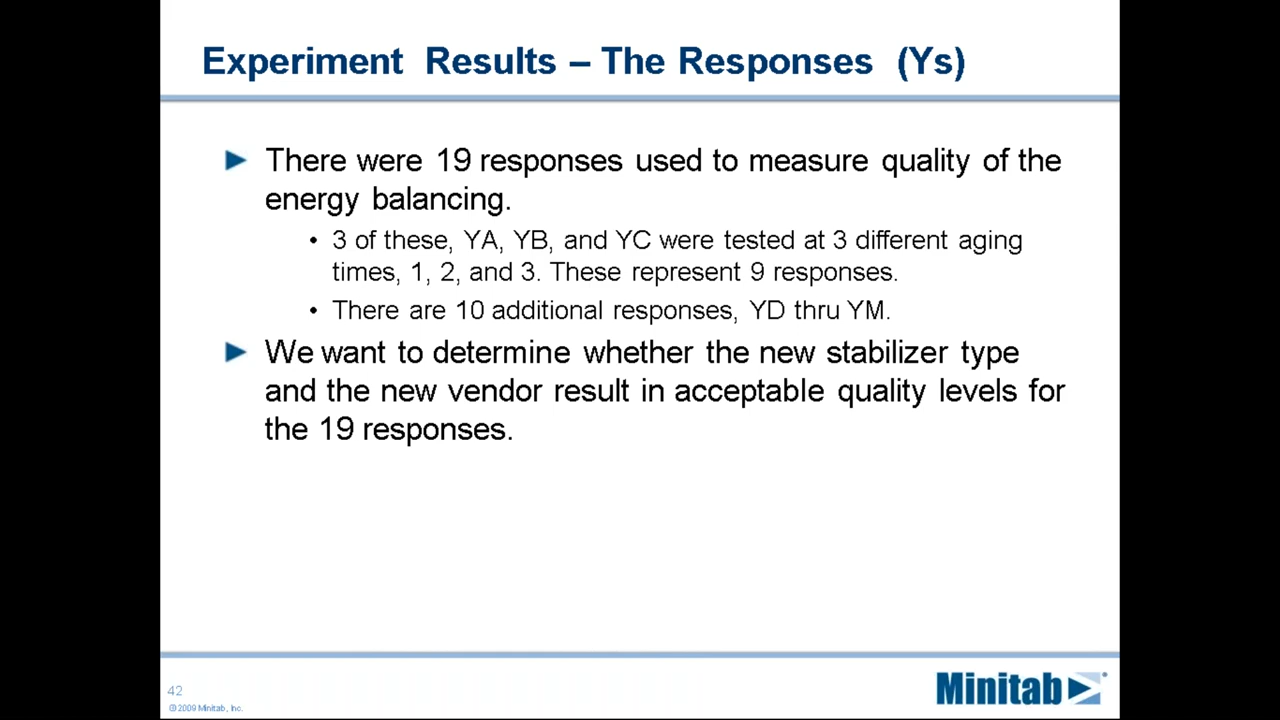 Experiment Results – The Responses (Ys)
There were 19 responses used to measure quality of the
energy balancing.
• 3 of these, YA, YB, and YC were tested at 3 different aging
times, 1, 2, and 3. These represent 9 responses.
• There are 10 additional responses, YD thru YM.
We want to determine whether the new stabilizer type
and the new vendor result in acceptable quality levels for
the 19 responses.
42
© 2009 Minitab, Inc.
Minitab